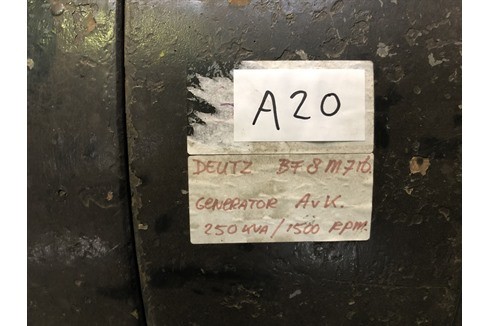 A20
DEUTZ BF8M716.
GENERATOR AvK.
250 KVA / 1500 RPM.